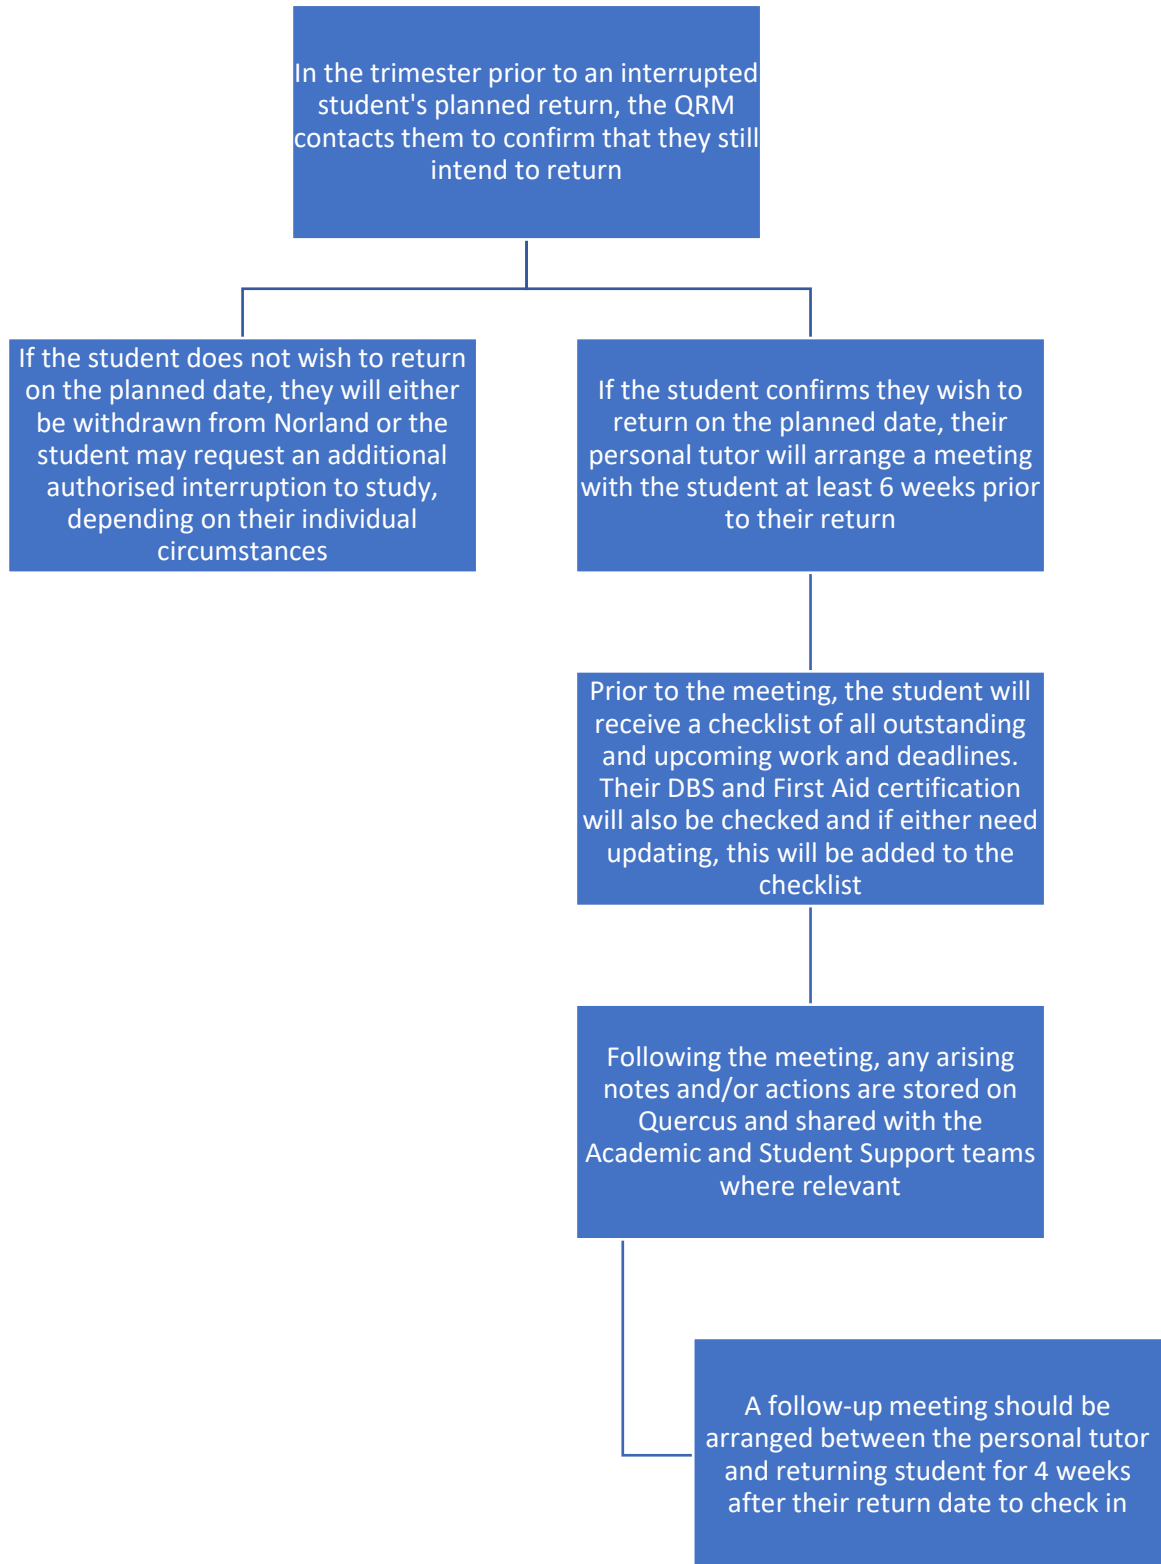 In the trimester prior to an interrupted
student's planned return, the QRM
contacts them to confirm that they still
intend to return
If the student does not wish to return
on the planned date, they will either
be withdrawn from Norland or the
student may request an additional
authorised interruption to study,
depending on their individual
circumstances
If the student confirms they wish to
return on the planned date, their
personal tutor will arrange a meeting
with the student at least 6 weeks prior
to their return
Prior to the meeting, the student will
receive a checklist of all outstanding
and upcoming work and deadlines.
Their DBS and First Aid certification
will also be checked and if either need
updating, this will be added to the
checklist
Following the meeting, any arising
notes and/or actions are stored on
Quercus and shared with the
Academic and Student Support teams
where relevant
A follow-up meeting should be
arranged between the personal tutor
and returning student for 4 weeks
after their return date to check in